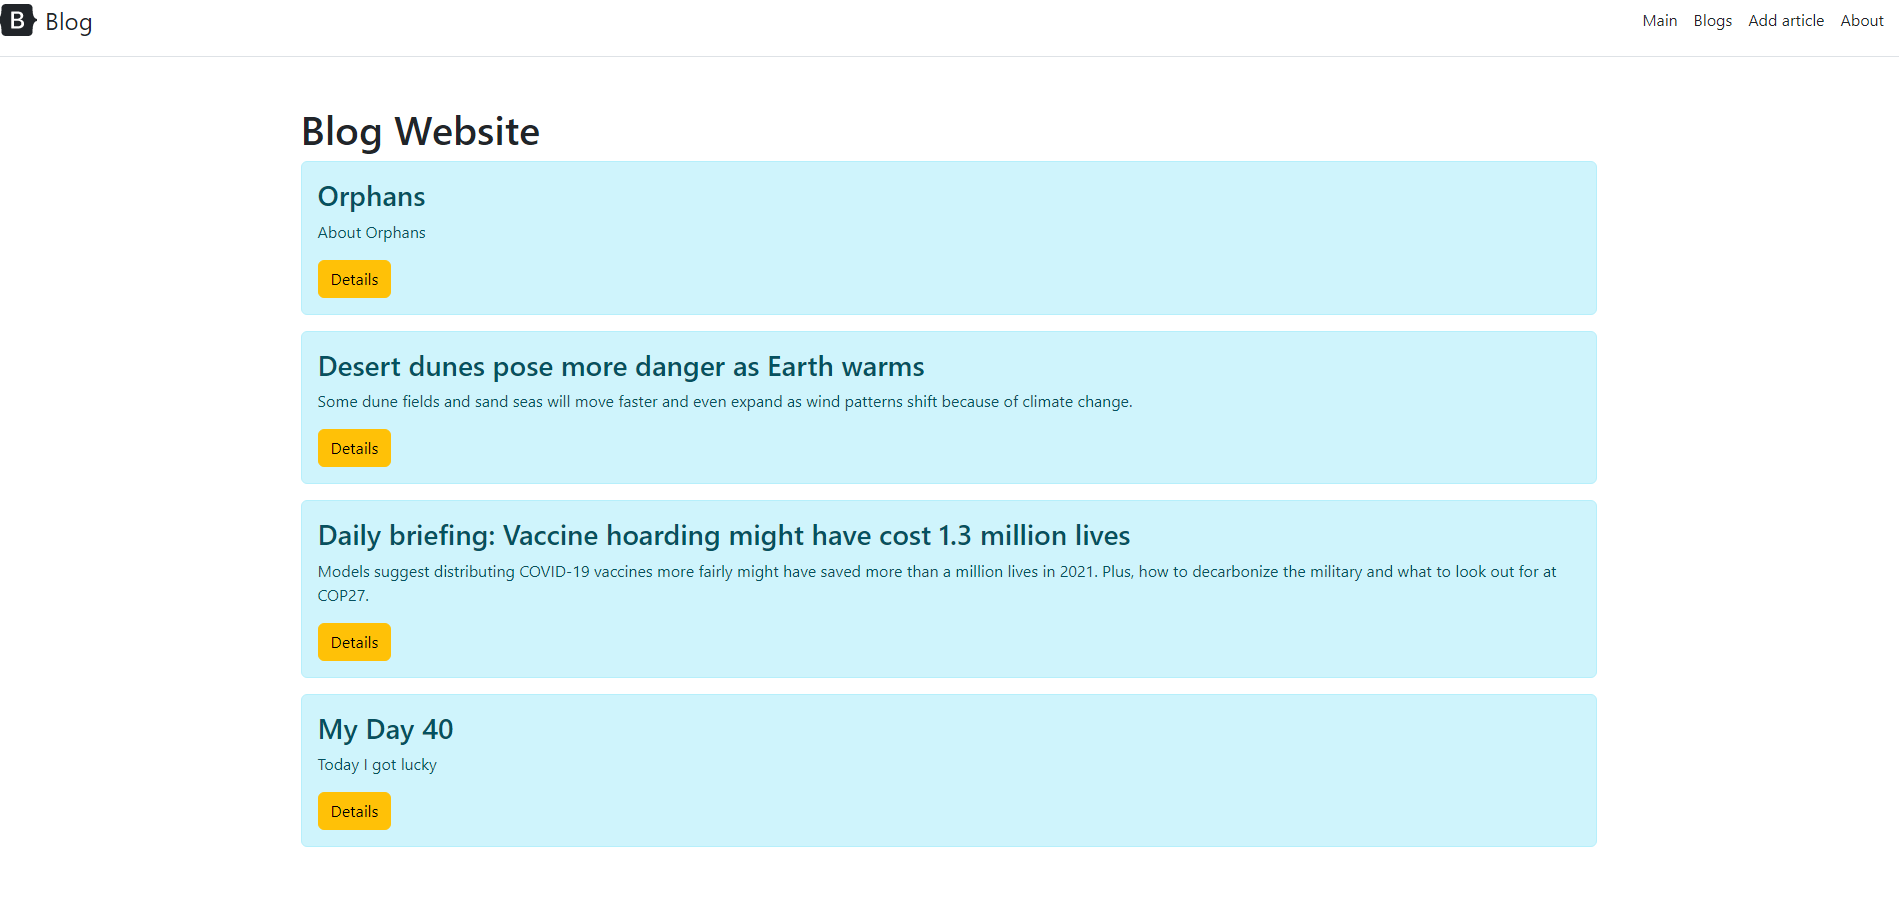 B Blog
Main Blogs Add article About
Blog Website
Orphans
About Orphans
Details
Desert dunes pose more danger as Earth warms
Some dune fields and sand seas will move faster and even expand as wind patterns shift because of climate change.
Details
Daily briefing: Vaccine hoarding might have cost 1.3 million lives
Models suggest distributing COVID-19 vaccines more fairly might have saved more than a million lives in 2021. Plus, how to decarbonize the military and what to look out for at
COP27.
Details
My Day 40
Today I got lucky
Details